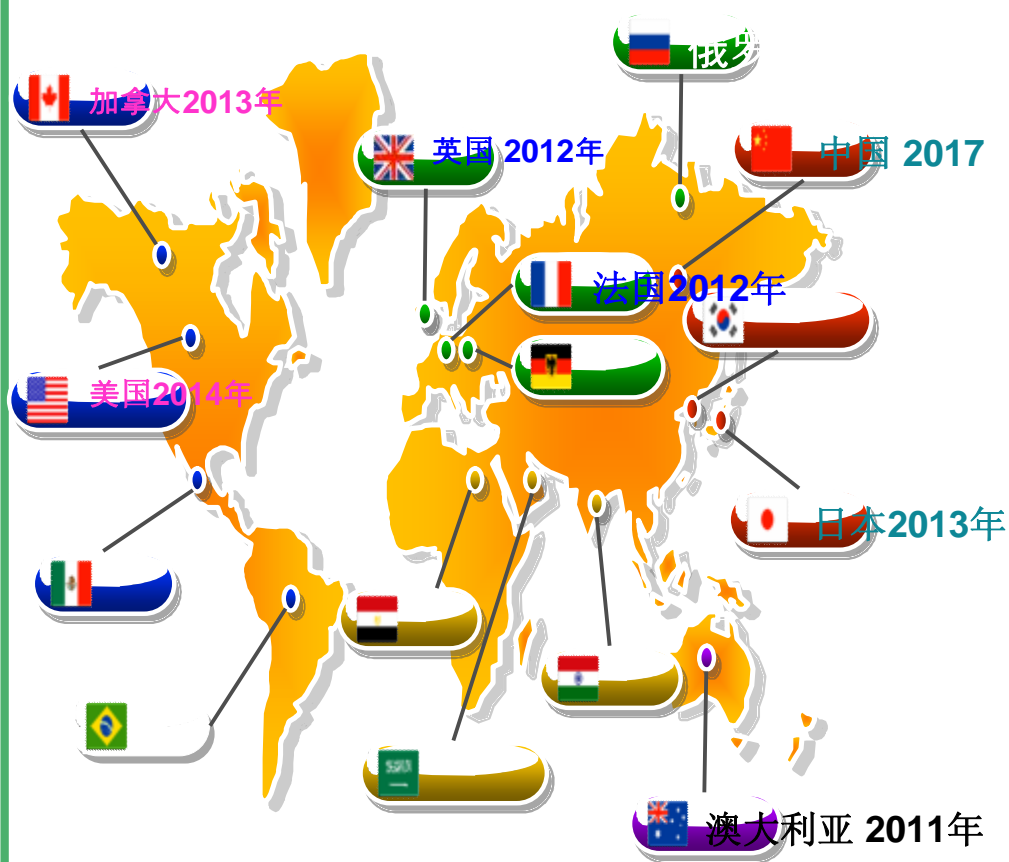 俄罗
加拿大2013年
英国 2012年
中国 2017
法国2012年
美国2014年
日本2013年
澳大利亚 2011年